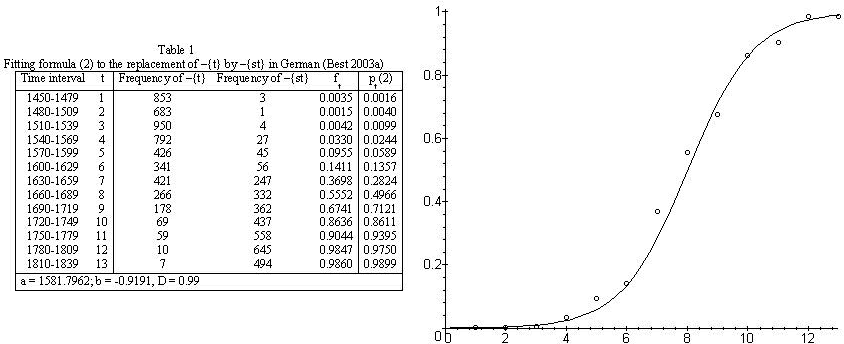 Table 1
Fitting formula (2) to the replacement of –{t} by –{st} in German (Best 2003a)
Time interval t Frequency of –{t} Frequency of –{st} ft pt (2)
1450-1479 1 853 3 0.0035 0.0016
1480-1509 2 683 1 0.0015 0.0040
1510-1539 3 950 4 0.0042 0.0099
1540-1569 4 792 27 0.0330 0.0244
1570-1599 5 426 45 0.0955 0.0589
1600-1629 6 341 56 0.1411 0.1357
1630-1659 7 421 247 0.3698 0.2824
1660-1689 8 266 332 0.5552 0.4966
1690-1719 9 178 362 0.6741 0.7121
1720-1749 10 69 437 0.8636 0.8611
1750-1779 11 59 558 0.9044 0.9395
1780-1809 12 10 645 0.9847 0.9750
1810-1839 13 7 494 0.9860 0.9899
a = 1581.7962; b = -0.9191, D = 0.99
1
0.8
0.6
0.4
0.2
0 0 2 4 6 8 10 12